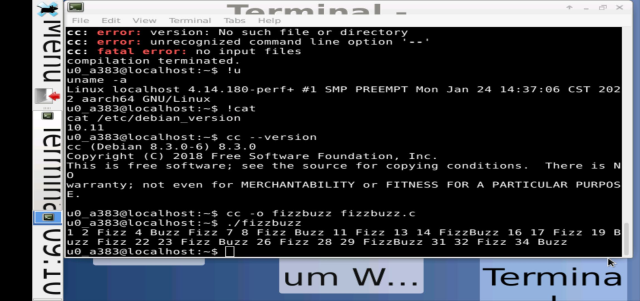 Terminal -
File Edit View Terminal Tabs Help
cc: error: version: No such file or directory
cc: error: unrecognized command line option '--'
cc: fatal error: no input files
compilation terminated.
u0_a383@localhost:~$ !u
uname -a
Linux localhost 4.14.180-perf+ #1 SMP PREEMPT Mon Jan 24 14:37:06 CST 202
2 aarch64 GNU/Linux
u0_a383@localhost:~$ !cat
cat /etc/debian_version
10.11
u0_a383@localhost:~$ cc --version
cc (Debian 8.3.0-6) 8.3.0
Copyright (C) 2018 Free Software Foundation, Inc.
This is free software; see the source for copying conditions.  There is N
O
warranty; not even for MERCHANTABILITY or FITNESS FOR A PARTICULAR PURPOS
E.
u0_a383@localhost:~$ cc -o fizzbuzz fizzbuzz.c
u0_a383@localhost:~$ ./fizzbuzz
1 2 Fizz 4 Buzz Fizz 7 8 Fizz Buzz 11 Fizz 13 14 FizzBuzz 16 17 Fizz 19 B
uzz Fizz 22 23 Fizz Buzz 26 Fizz 28 29 FizzBuzz 31 32 Fizz 34 Buzz
u0_a383@localhost:~$
Menu
Termina
09:10
um W...
Termina